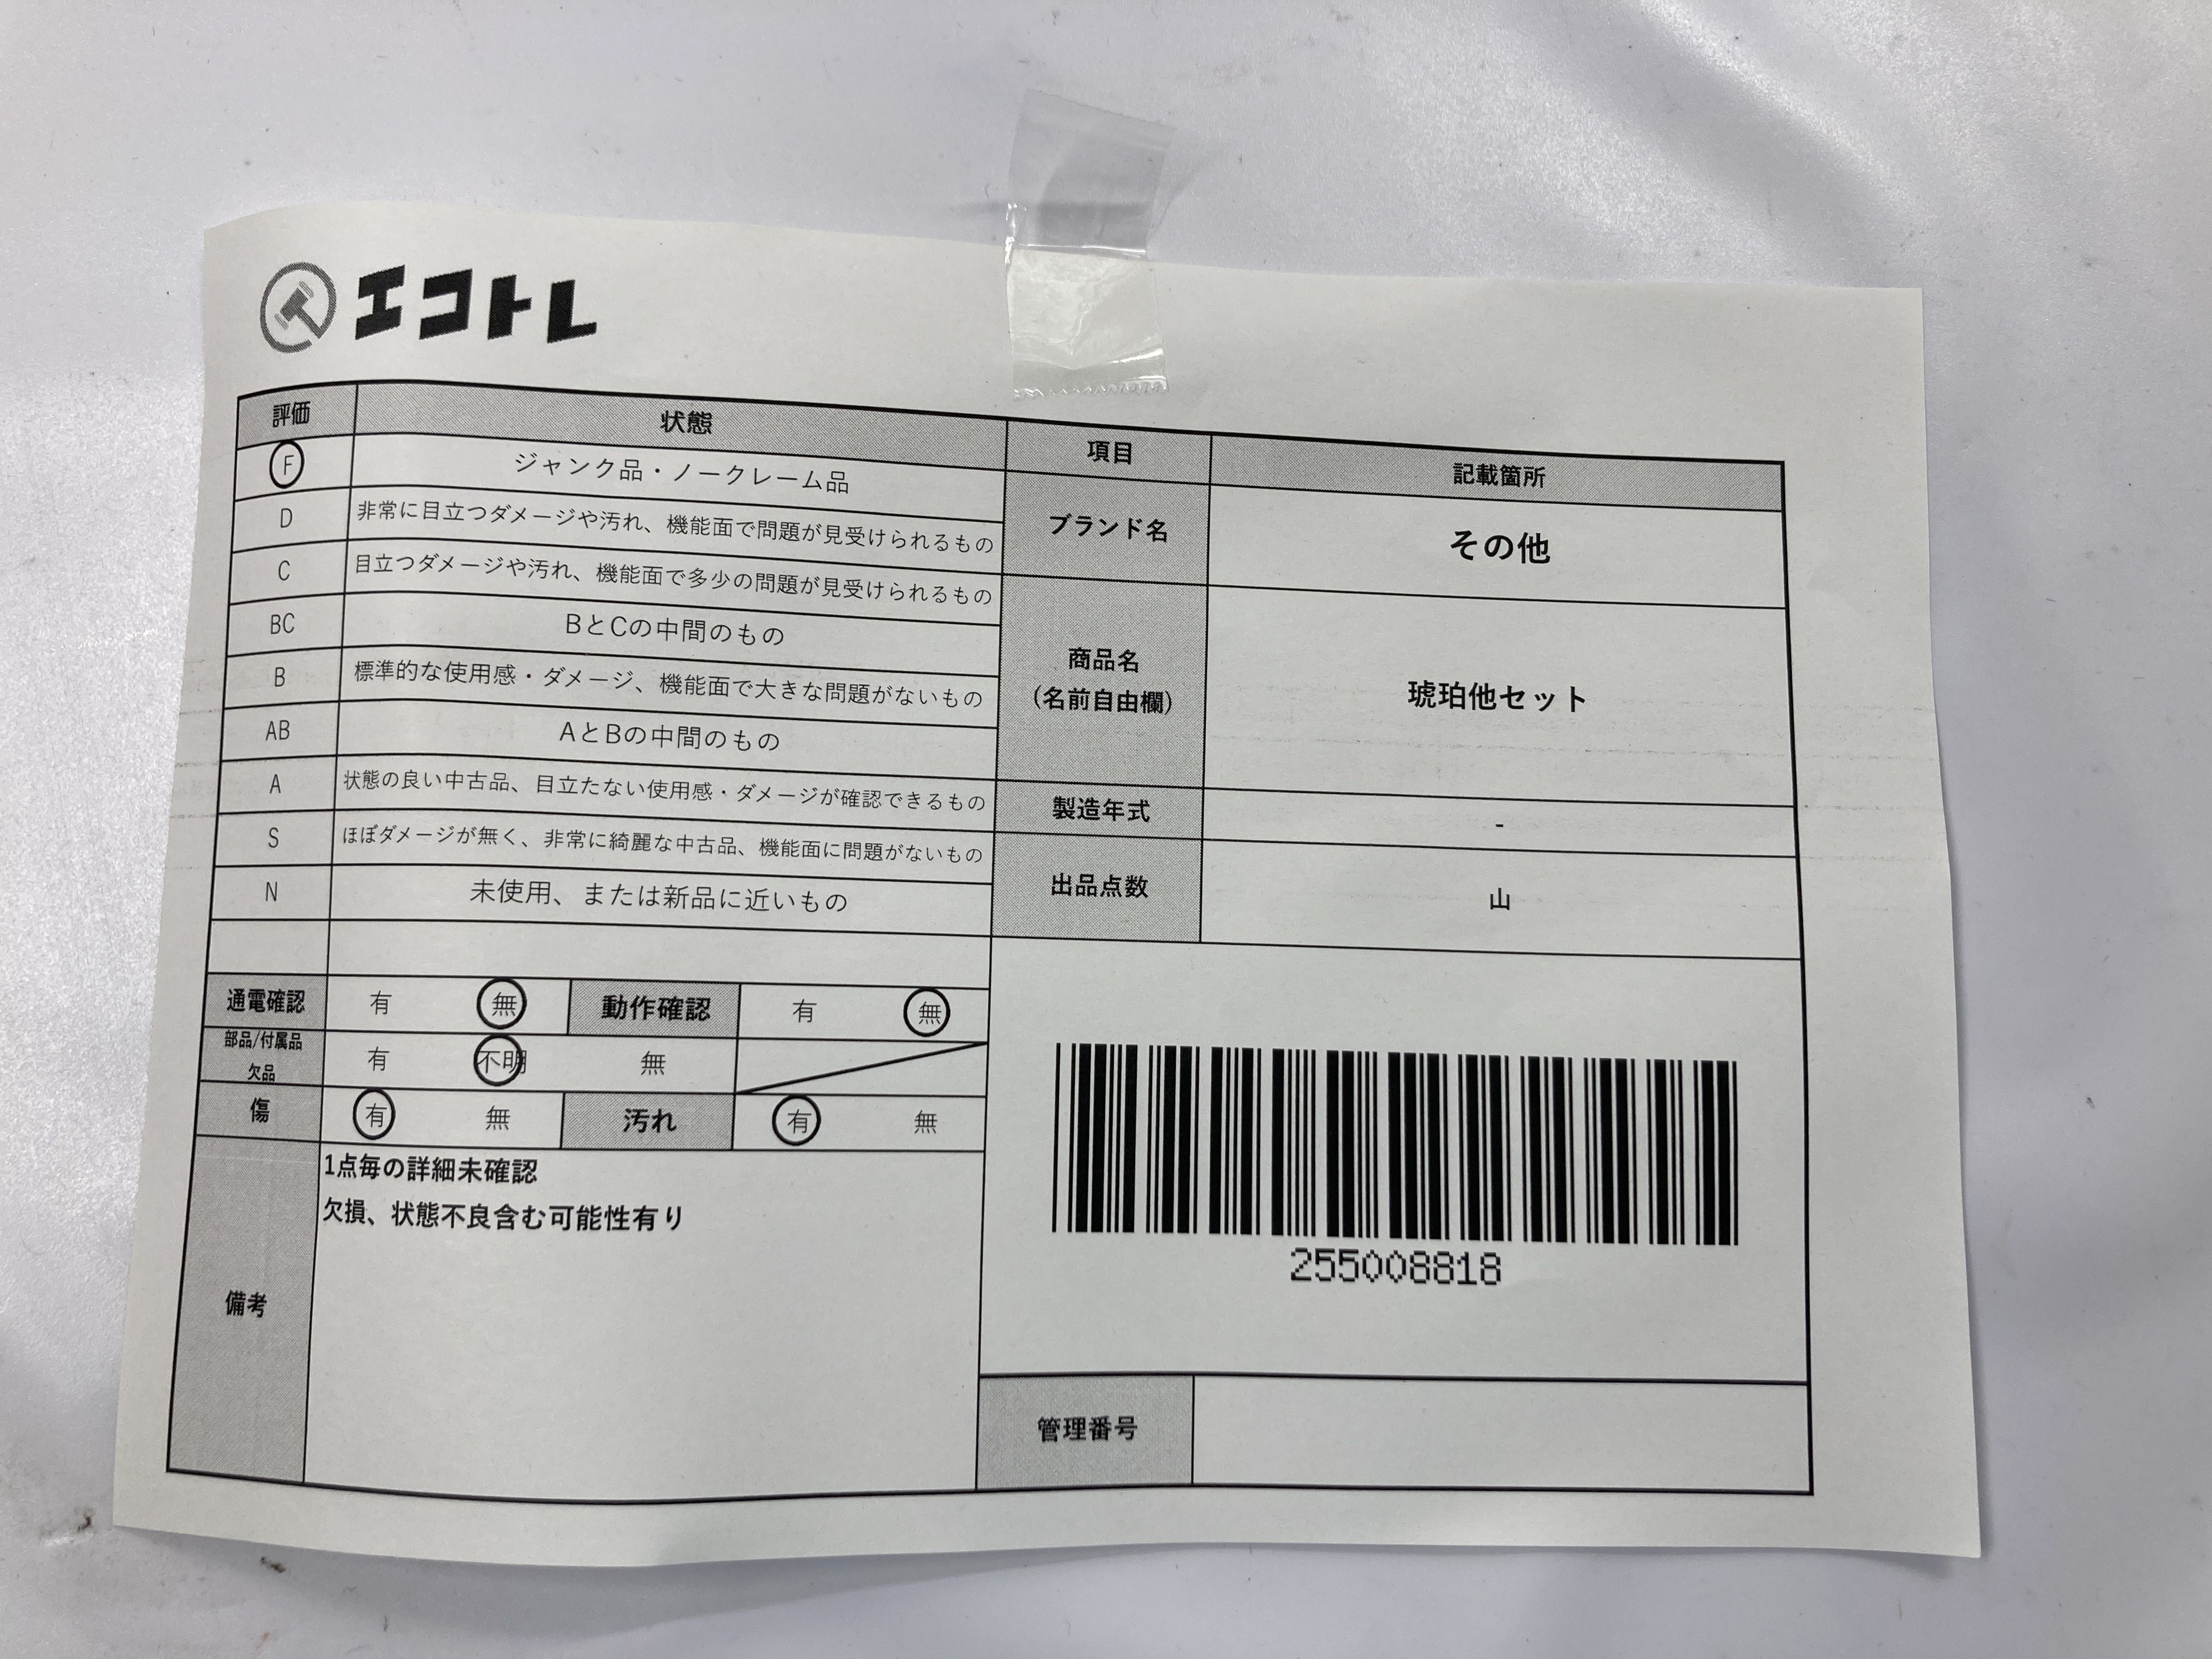 エコトレ
評価 状態
F ジャンク品・ノークレーム品
D 非常に目立つダメージや汚れ、機能面で問題が見受けられるもの
C 目立つダメージや汚れ、機能面で多少の問題が見受けられるもの
BC BとCの中間のもの
B 標準的な使用感・ダメージ、機能面で大きな問題がないもの
AB AとBの中間のもの
A 状態の良い中古品、目立たない使用感・ダメージが確認できるもの
S ほぼダメージが無く、非常に綺麗な中古品、機能面に問題がないもの
N 未使用、または新品に近いもの
通電確認 有 無 動作確認 有 無
部品/付属品
欠品
有 不明 無
傷 有 無 汚れ 有 無
備考
1点毎の詳細未確認
欠損、状態不良含む可能性有り
項目 記載箇所
ブランド名 その他
商品名
(名前自由欄)
琥珀他セット
製造年式 -
出品点数 山
255008818
管理番号